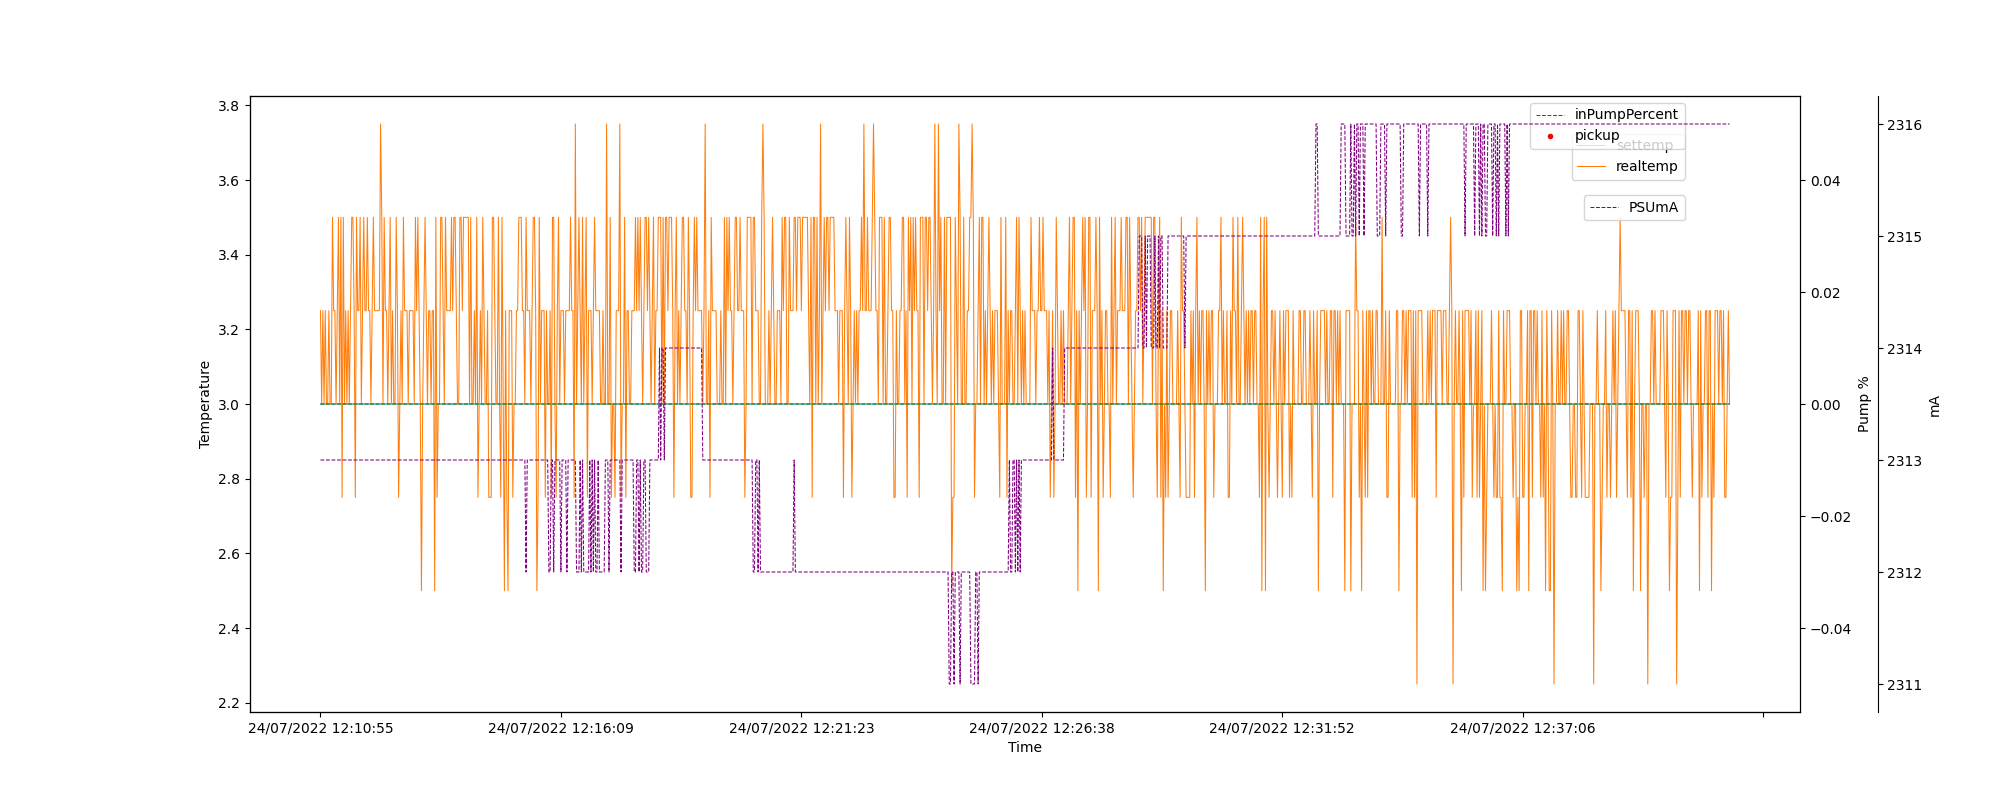 3.8
3.6
3.4
3.2
3.0
2.8
2.6
2.4
2.2
Temperature
24/07/2022 12:10:55
24/07/2022 12:16:09
24/07/2022 12:21:23
24/07/2022 12:26:38
24/07/2022 12:31:52
24/07/2022 12:37:06
Time
inPumpPercent
pickup
settemp
realtemp
PSUmA
0.04
0.02
0.00
−0.02
−0.04
Pump %
2316
2315
2314
2313
2312
2311
mA